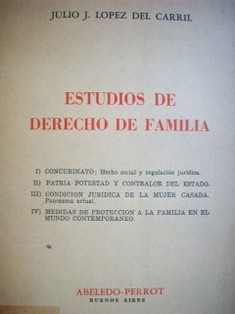 JULIO J. LOPEZ DEL CARRIL
ESTUDIOS DE
DERECHO DE FAMILIA
I) CONCUBINATO: Hecho social y regulación jurídica.
II) PATRIA POTESTAD Y CONTRALOR DEL ESTADO.
III) CONDICION JURIDICA DE LA MUJER CASADA.
Panorama actual.
IV) MEDIDAS DE PROTECCION A LA FAMILIA EN EL
MUNDO CONTEMPORANEO.
ABELEDO-PERROT
BUENOS AIRES